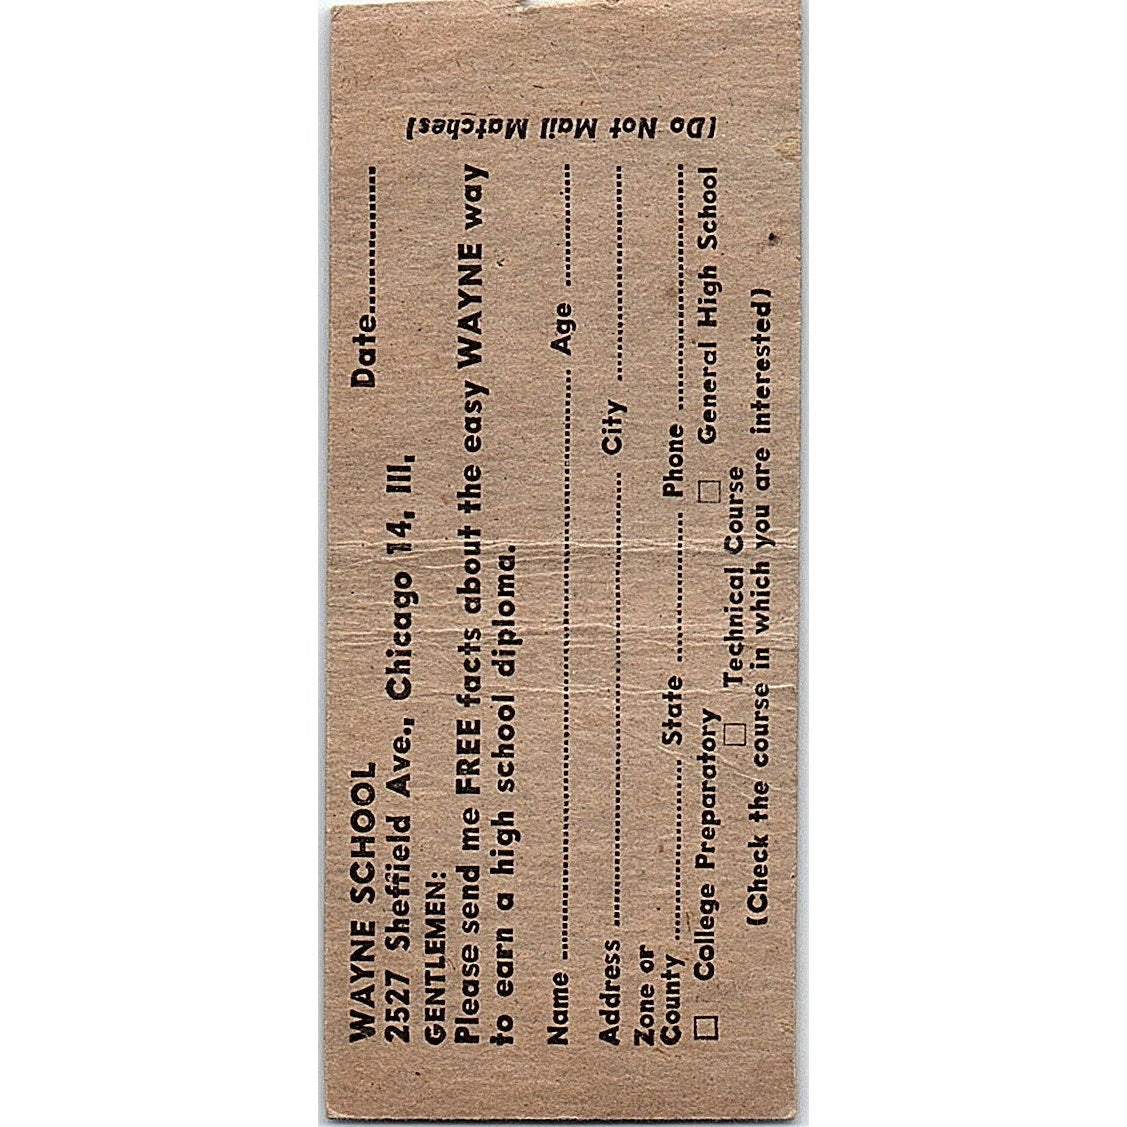 WAYNE SCHOOL
2527 Sheffield Ave., Chicago 14, Ill. Date............
GENTLEMEN:
Please send me FREE facts about the easy WAYNE way
to earn a high school diploma.
Name ............ Age ............
Address ............ City ............
Zone or
County ............ State ............ Phone ............
☐ College Preparatory ☐ General High School
☐ Technical Course
(Check the course in which you are interested)
(Do Not Mail Matches)